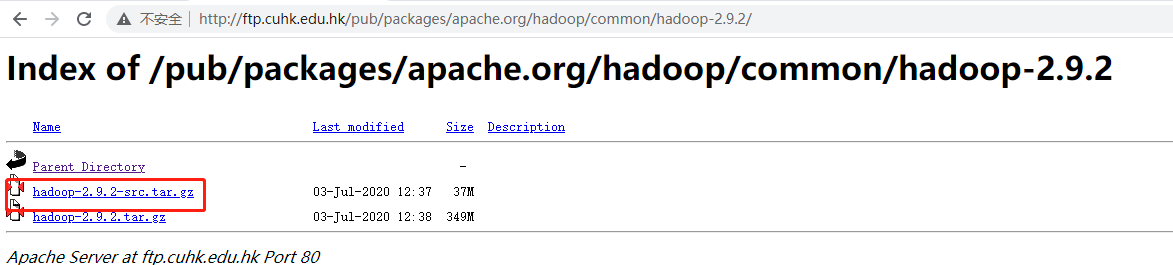 不安全 | http://ftp.cuhk.edu.hk/pub/packages/apache.org/hadoop/common/hadoop-2.9.2/
Index of /pub/packages/apache.org/hadoop/common/hadoop-2.9.2
Name Last modified Size Description
Parent Directory -
hadoop-2.9.2-src.tar.gz 03-Jul-2020 12:37 37M
hadoop-2.9.2.tar.gz 03-Jul-2020 12:38 349M
Apache Server at ftp.cuhk.edu.hk Port 80